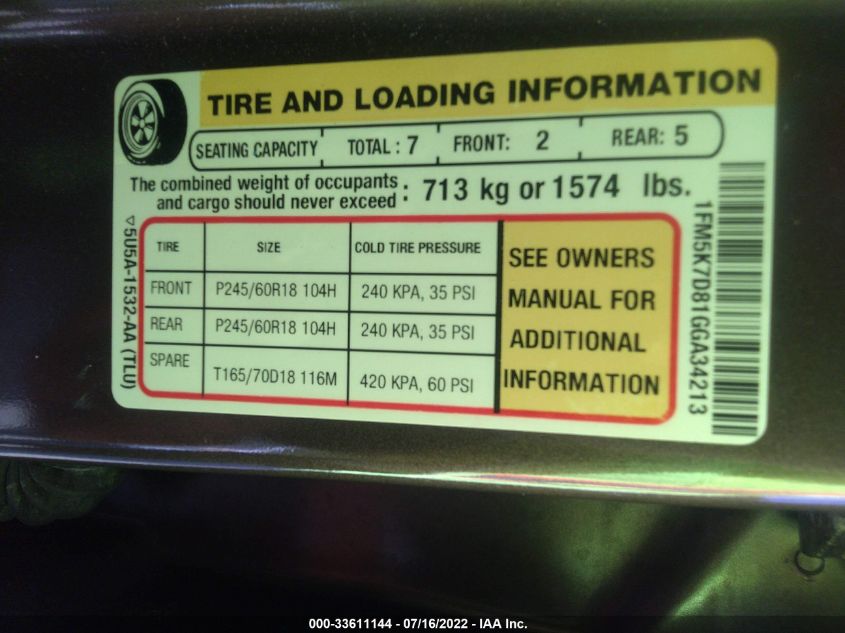 TIRE AND LOADING INFORMATION
SEATING CAPACITY TOTAL : 7 FRONT: 2 REAR: 5
The combined weight of occupants
and cargo should never exceed : 713 kg or 1574 lbs.
TIRE SIZE COLD TIRE PRESSURE
FRONT P245/60R18 104H 240 KPA, 35 PSI
REAR P245/60R18 104H 240 KPA, 35 PSI
SPARE T165/70D18 116M 420 KPA, 60 PSI
SEE OWNERS
MANUAL FOR
ADDITIONAL
INFORMATION
5U5A-1532-AA (TLU)
1FM5K7D81GGA34213
000-33611144 - 07/16/2022 - IAA Inc.